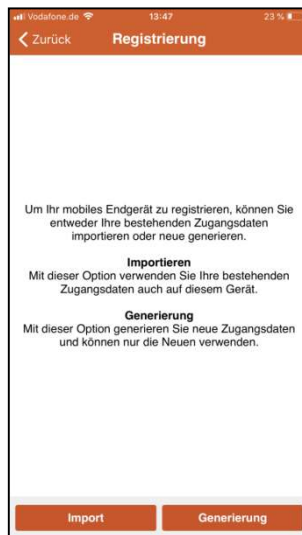 Vodafone.de 13:47 23 %
Zurück Registrierung
Um Ihr mobiles Endgerät zu registrieren, können Sie
entweder Ihre bestehenden Zugangsdaten
importieren oder neue generieren.
Importieren
Mit dieser Option verwenden Sie Ihre bestehenden
Zugangsdaten auch auf diesem Gerät.
Generierung
Mit dieser Option generieren Sie neue Zugangsdaten
und können nur die Neuen verwenden.
Import Generierung